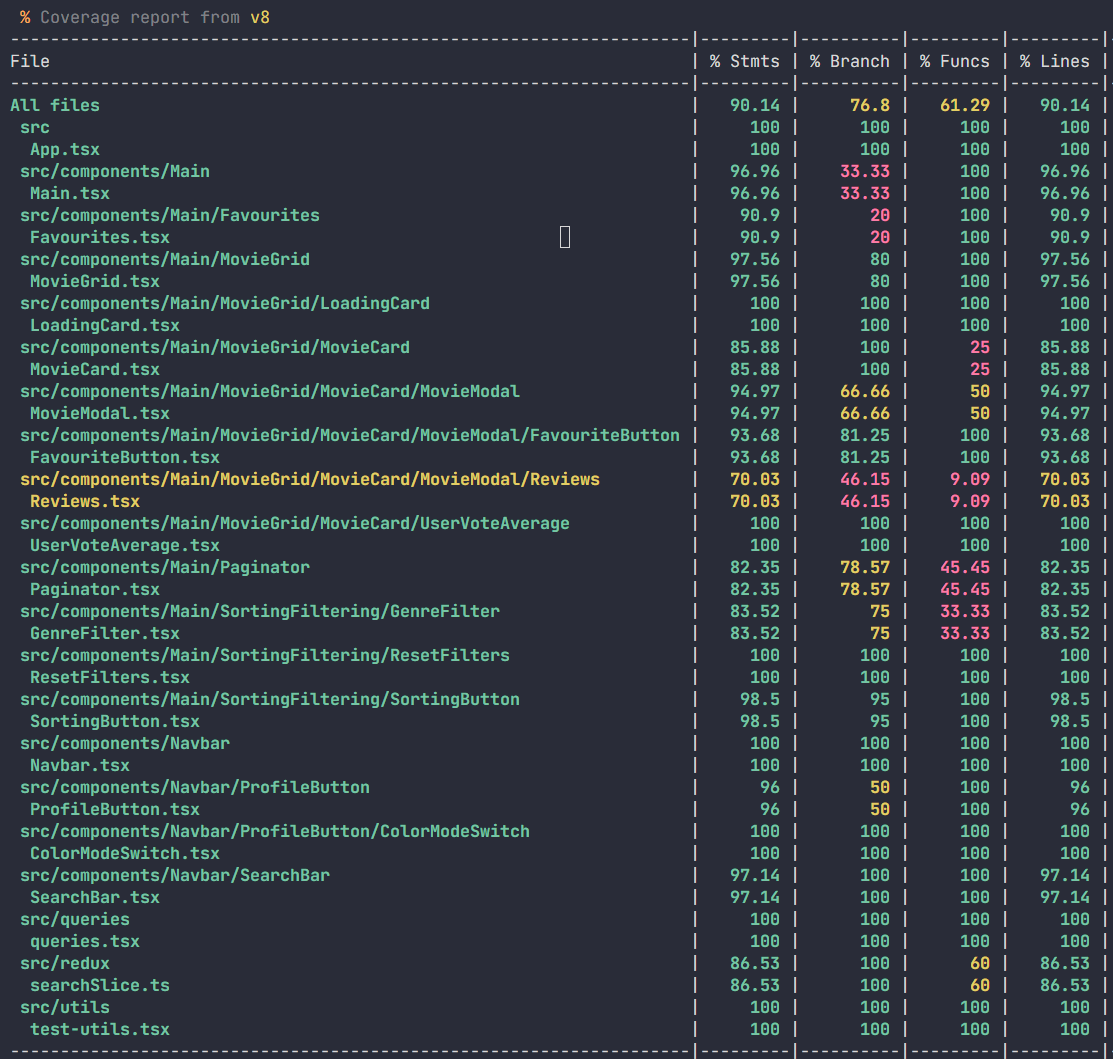 % Coverage report from v8
--------------------------------------------------------------------|---------|----------|---------|---------|
File                                                                | % Stmts | % Branch | % Funcs | % Lines |
--------------------------------------------------------------------|---------|----------|---------|---------|
All files                                                           |   90.14 |     76.8 |   61.29 |   90.14 |
 src                                                                |     100 |      100 |     100 |     100 |
  App.tsx                                                           |     100 |      100 |     100 |     100 |
 src/components/Main                                                |   96.96 |    33.33 |     100 |   96.96 |
  Main.tsx                                                          |   96.96 |    33.33 |     100 |   96.96 |
 src/components/Main/Favourites                                     |    90.9 |       20 |     100 |    90.9 |
  Favourites.tsx                                                    |    90.9 |       20 |     100 |    90.9 |
 src/components/Main/MovieGrid                                      |   97.56 |       80 |     100 |   97.56 |
  MovieGrid.tsx                                                     |   97.56 |       80 |     100 |   97.56 |
 src/components/Main/MovieGrid/LoadingCard                          |     100 |      100 |     100 |     100 |
  LoadingCard.tsx                                                   |     100 |      100 |     100 |     100 |
 src/components/Main/MovieGrid/MovieCard                            |   85.88 |      100 |      25 |   85.88 |
  MovieCard.tsx                                                     |   85.88 |      100 |      25 |   85.88 |
 src/components/Main/MovieGrid/MovieCard/MovieModal                 |   94.97 |    66.66 |      50 |   94.97 |
  MovieModal.tsx                                                    |   94.97 |    66.66 |      50 |   94.97 |
 src/components/Main/MovieGrid/MovieCard/MovieModal/FavouriteButton |   93.68 |    81.25 |     100 |   93.68 |
  FavouriteButton.tsx                                               |   93.68 |    81.25 |     100 |   93.68 |
 src/components/Main/MovieGrid/MovieCard/MovieModal/Reviews         |   70.03 |    46.15 |    9.09 |   70.03 |
  Reviews.tsx                                                       |   70.03 |    46.15 |    9.09 |   70.03 |
 src/components/Main/MovieGrid/MovieCard/UserVoteAverage            |     100 |      100 |     100 |     100 |
  UserVoteAverage.tsx                                               |     100 |      100 |     100 |     100 |
 src/components/Main/Paginator                                      |   82.35 |    78.57 |   45.45 |   82.35 |
  Paginator.tsx                                                     |   82.35 |    78.57 |   45.45 |   82.35 |
 src/components/Main/SortingFiltering/GenreFilter                   |   83.52 |       75 |   33.33 |   83.52 |
  GenreFilter.tsx                                                   |   83.52 |       75 |   33.33 |   83.52 |
 src/components/Main/SortingFiltering/ResetFilters                  |     100 |      100 |     100 |     100 |
  ResetFilters.tsx                                                  |     100 |      100 |     100 |     100 |
 src/components/Main/SortingFiltering/SortingButton                 |    98.5 |       95 |     100 |    98.5 |
  SortingButton.tsx                                                 |    98.5 |       95 |     100 |    98.5 |
 src/components/Navbar                                              |     100 |      100 |     100 |     100 |
  Navbar.tsx                                                        |     100 |      100 |     100 |     100 |
 src/components/Navbar/ProfileButton                                |      96 |       50 |     100 |      96 |
  ProfileButton.tsx                                                 |      96 |       50 |     100 |      96 |
 src/components/Navbar/ProfileButton/ColorModeSwitch                |     100 |      100 |     100 |     100 |
  ColorModeSwitch.tsx                                               |     100 |      100 |     100 |     100 |
 src/components/Navbar/SearchBar                                    |   97.14 |      100 |     100 |   97.14 |
  SearchBar.tsx                                                     |   97.14 |      100 |     100 |   97.14 |
 src/queries                                                        |     100 |      100 |     100 |     100 |
  queries.tsx                                                       |     100 |      100 |     100 |     100 |
 src/redux                                                          |   86.53 |      100 |      60 |   86.53 |
  searchSlice.ts                                                    |   86.53 |      100 |      60 |   86.53 |
 src/utils                                                          |     100 |      100 |     100 |     100 |
  test-utils.tsx                                                    |     100 |      100 |     100 |     100 |
--------------------------------------------------------------------|---------|----------|---------|---------|